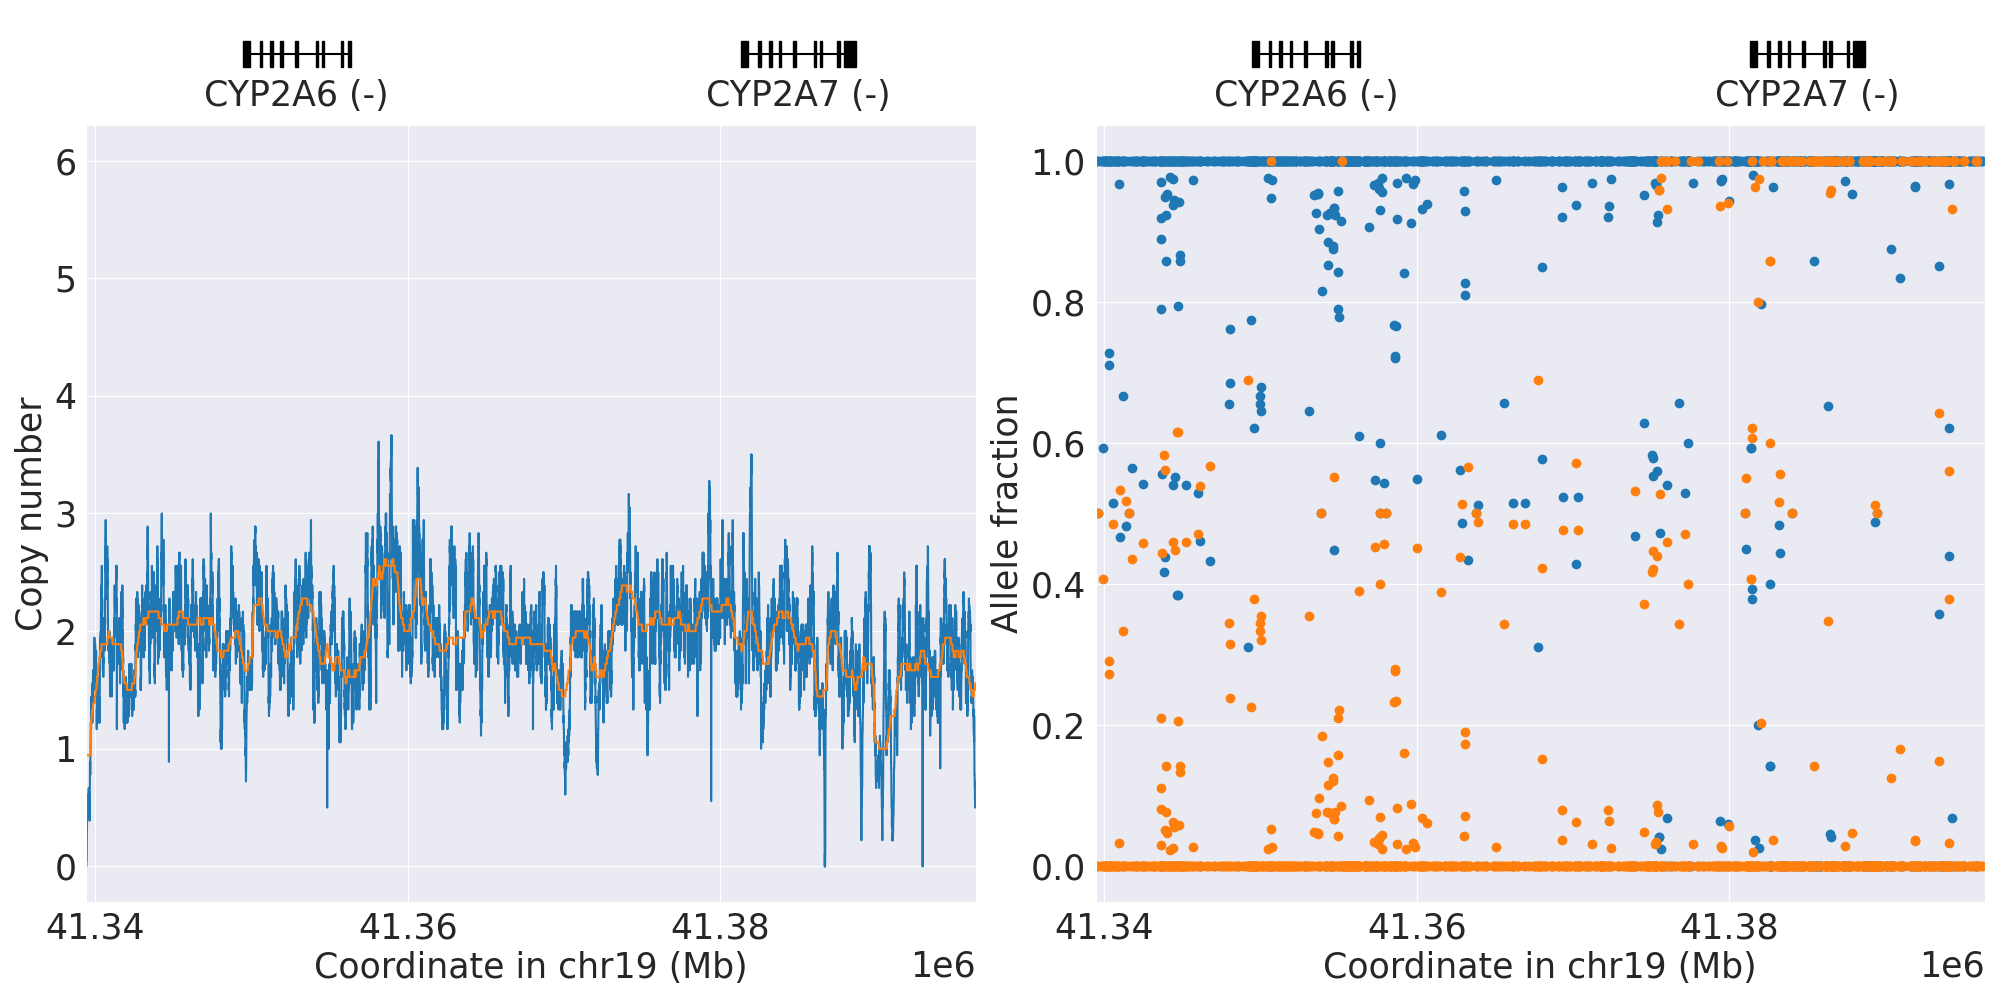 CYP2A6 (-)
CYP2A7 (-)
CYP2A6 (-)
CYP2A7 (-)
Copy number
6
5
4
3
2
1
0
41.34
41.36
41.38
Coordinate in chr19 (Mb)
1e6
Allele fraction
1.0
0.8
0.6
0.4
0.2
0.0
41.34
41.36
41.38
Coordinate in chr19 (Mb)
1e6